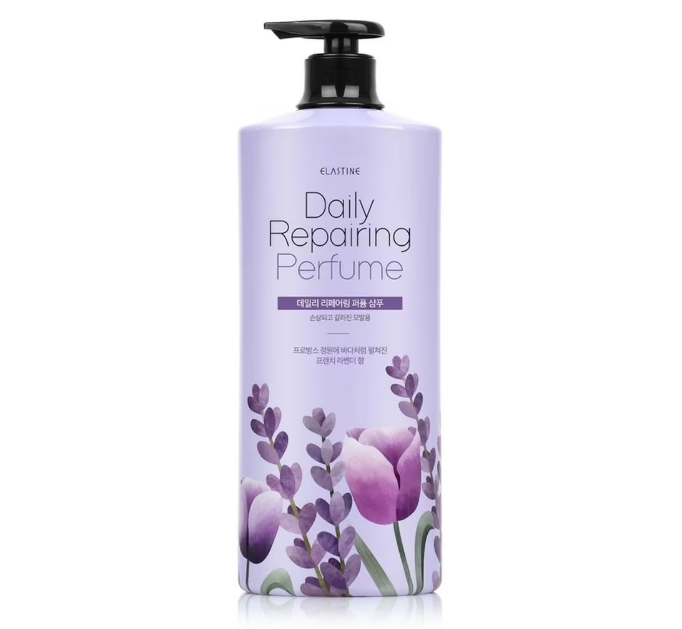 ELASTINE
Daily
Repairing
Perfume
데일리 리페어링 퍼퓸 샴푸
손상되고 갈라진 모발용
프로방스 정원에 바다처럼 펼쳐진
프렌치 라벤더 향